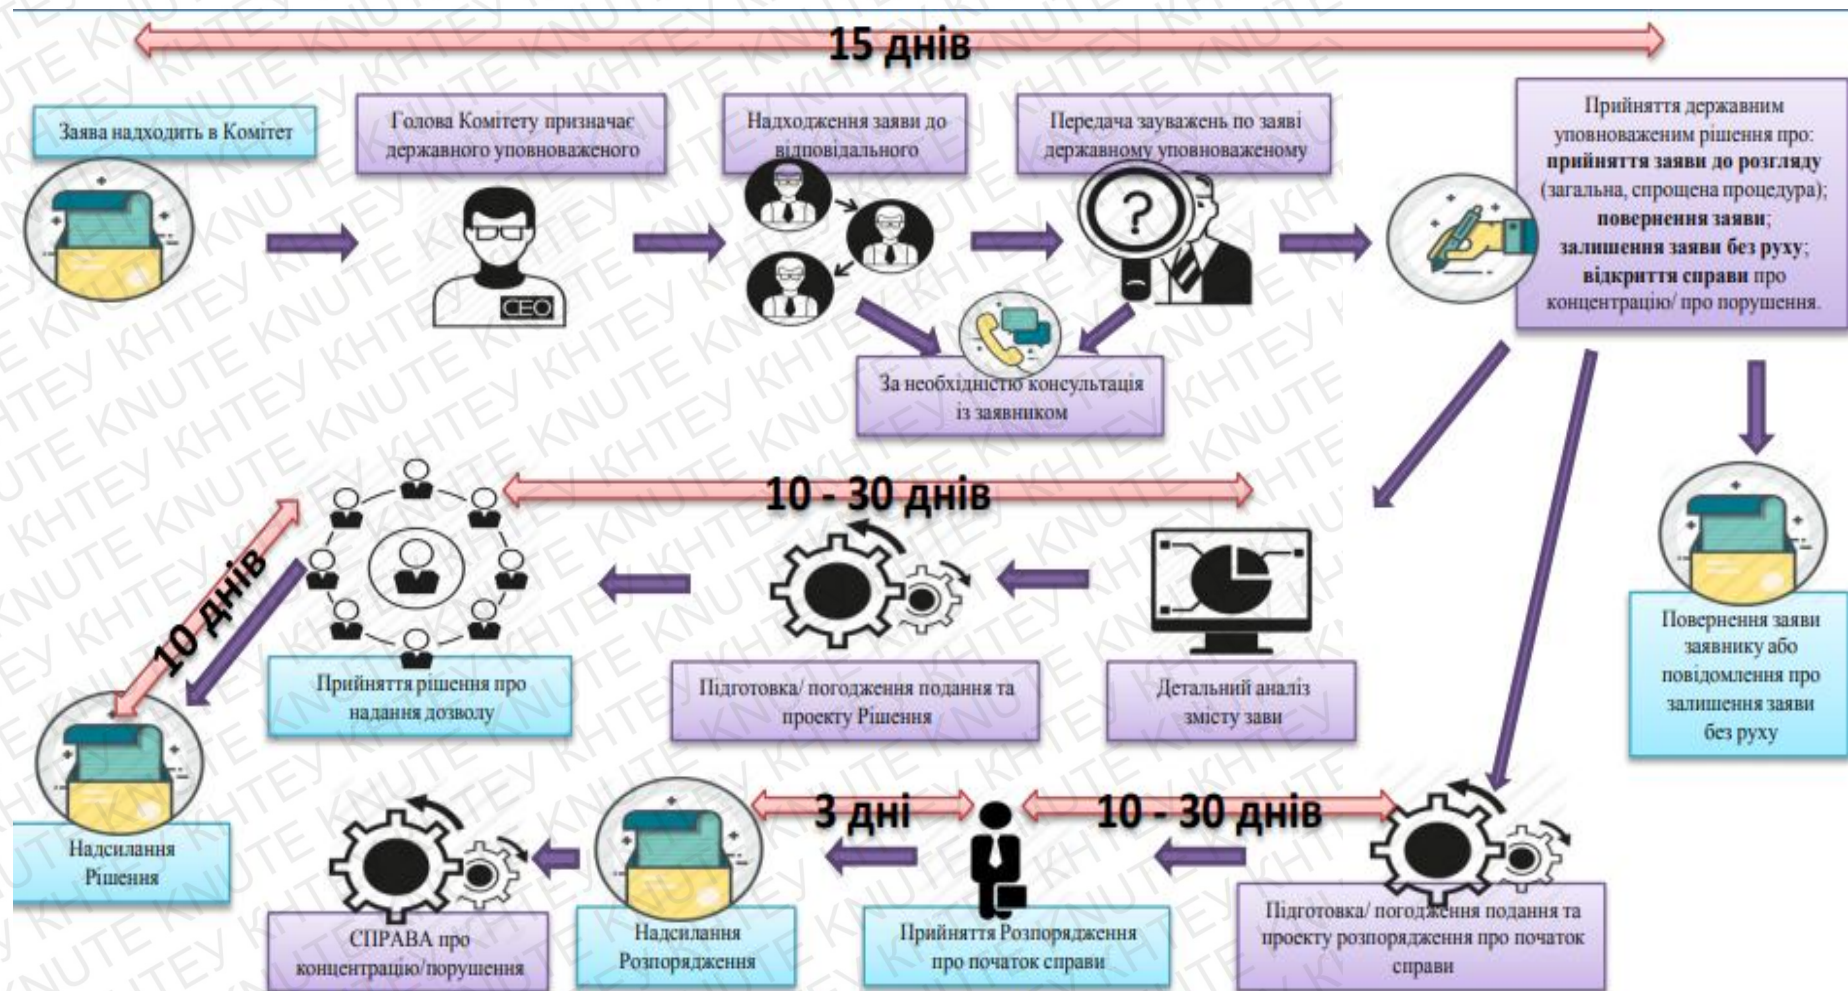 15 днів
Заява надходить в Комітет
Голова Комітету призначає
державного уповноваженого
CEO
Надходження заяви до
відповідального
Передача зауважень по заяві
державному уповноваженому
?
Прийняття державним
уповноваженим рішення про:
прийняття заяви до розгляду
(загальна, спрощена процедура);
повернення заяви;
залишення заяви без руху;
відкриття справи про
концентрацію/ про порушення.
За необхідністю консультація
із заявником
10 - 30 днів
10 днів
Прийняття рішення про
надання дозволу
Підготовка/ погодження подання та
проекту Рішення
Детальний аналіз
змісту зави
Повернення заяви
заявнику або
повідомлення про
залишення заяви
без руху
Надсилання
Рішення
3 дні
10 - 30 днів
СПРАВА про
концентрацію/порушення
Надсилання
Розпорядження
Прийняття Розпорядження
про початок справи
Підготовка/ погодження подання та
проекту розпорядження про початок
справи
KNUTE КНТЕУ